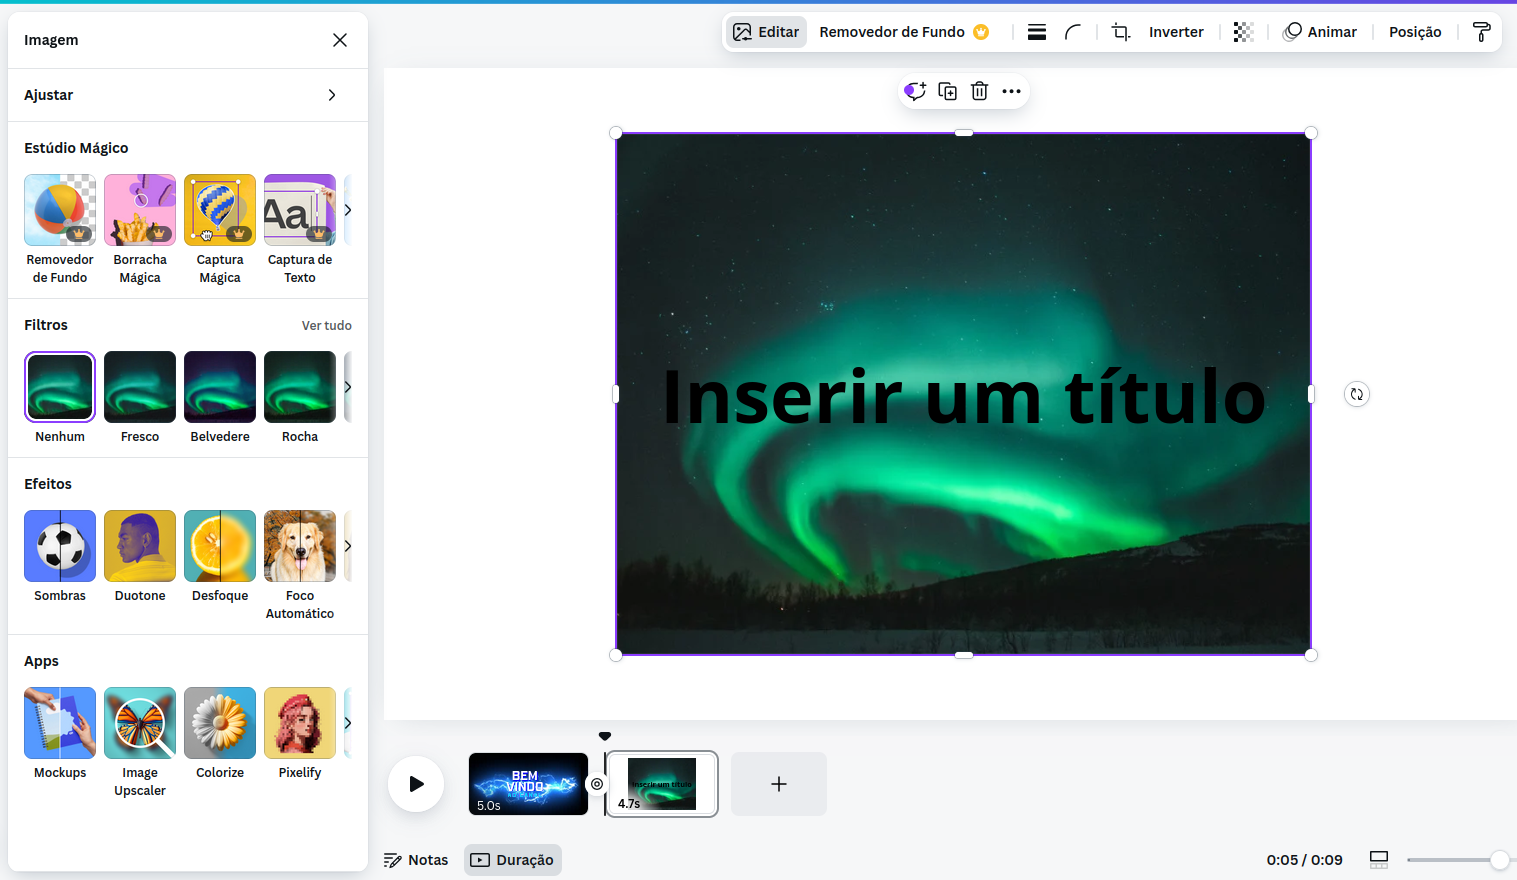 Imagem
Editar
Removedor de Fundo
Inverter
Animar
Posição
Ajustar
Estúdio Mágico
Aa
Removedor
de Fundo
Borracha
Mágica
Captura
Mágica
Captura de
Texto
Filtros
Ver tudo
Nenhum
Fresco
Belvedere
Rocha
Efeitos
Sombras
Duotone
Desfoque
Foco
Automático
Apps
Mockups
Image
Upscaler
Colorize
Pixelify
Inserir um título
BEM
VINDO
5.0s
Inserir um título
4.7s
Notas
Duração
0:05 / 0:09